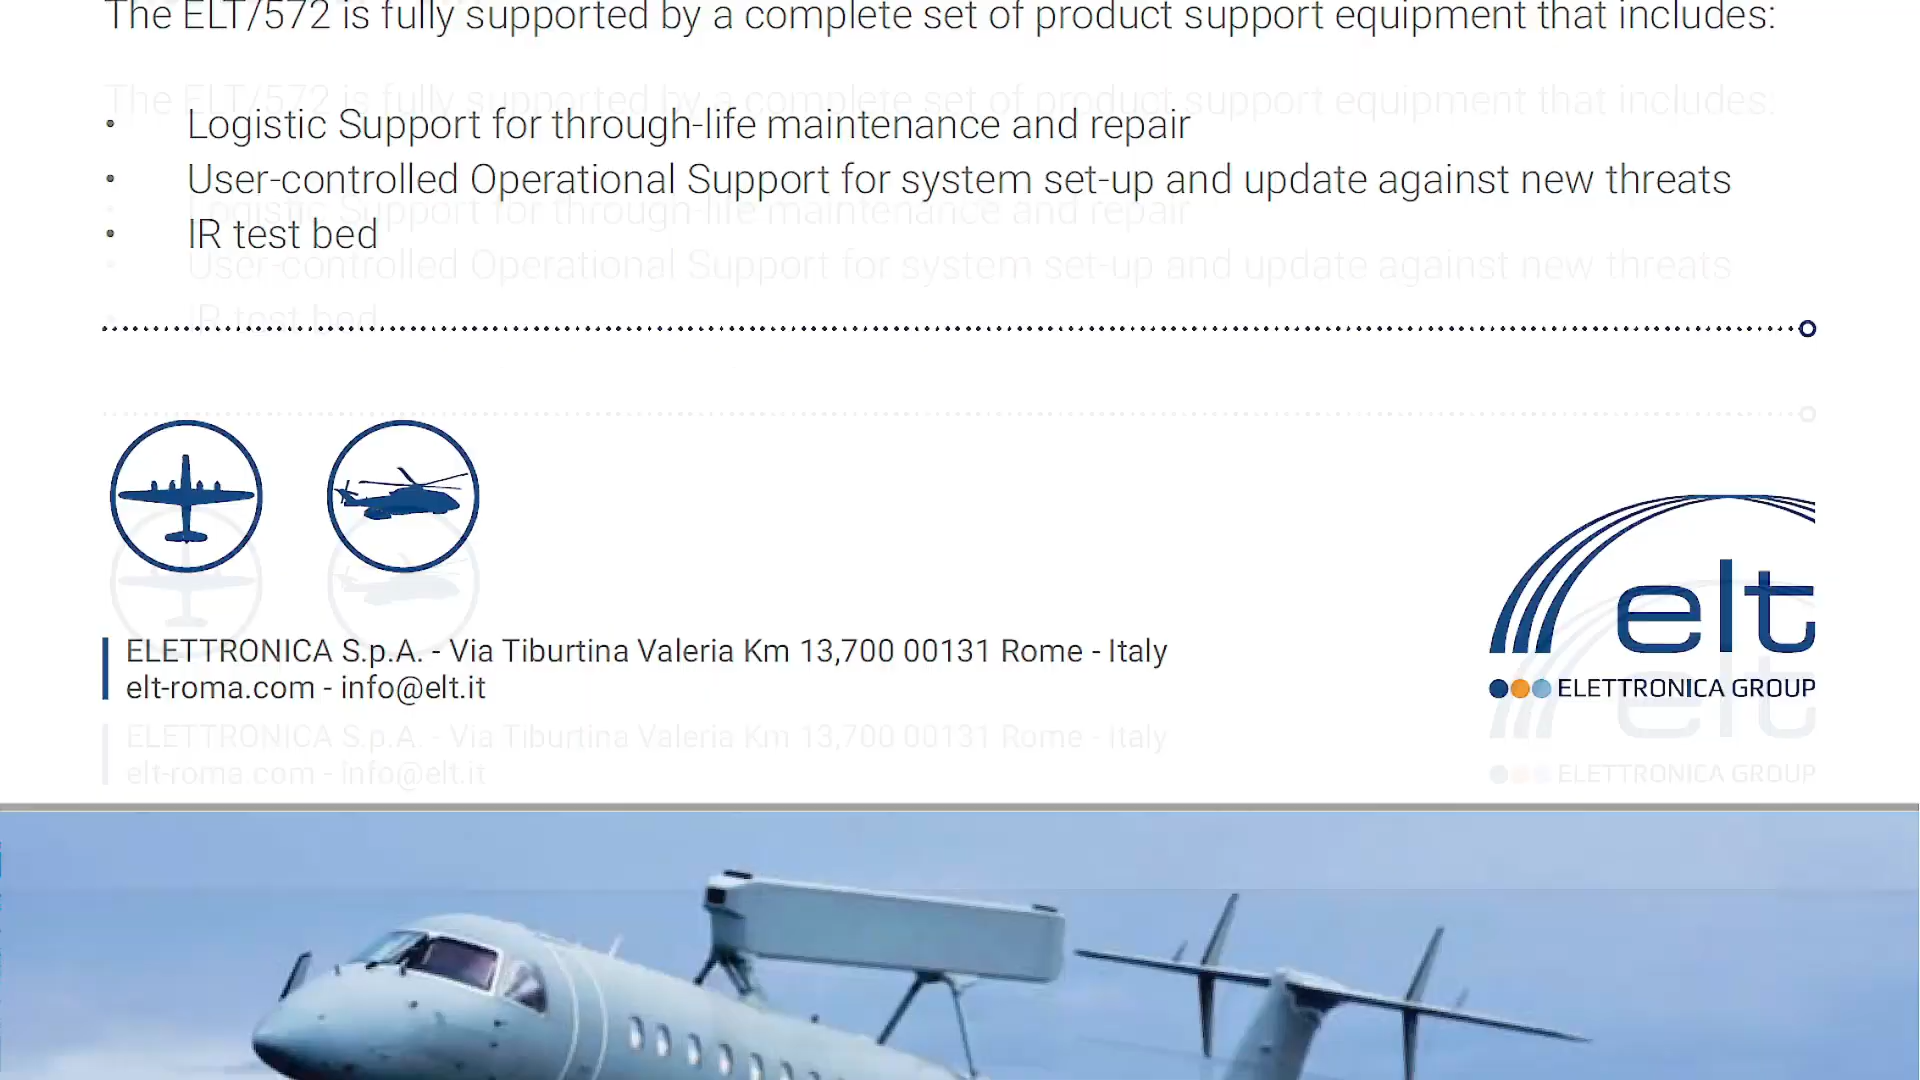 The ELT/572 is fully supported by a complete set of product support equipment that includes:
• Logistic Support for through-life maintenance and repair
• User-controlled Operational Support for system set-up and update against new threats
• IR test bed
ELETTRONICA S.p.A. - Via Tiburtina Valeria Km 13,700 00131 Rome - Italy
elt-roma.com - info@elt.it
elt
ELETTRONICA GROUP